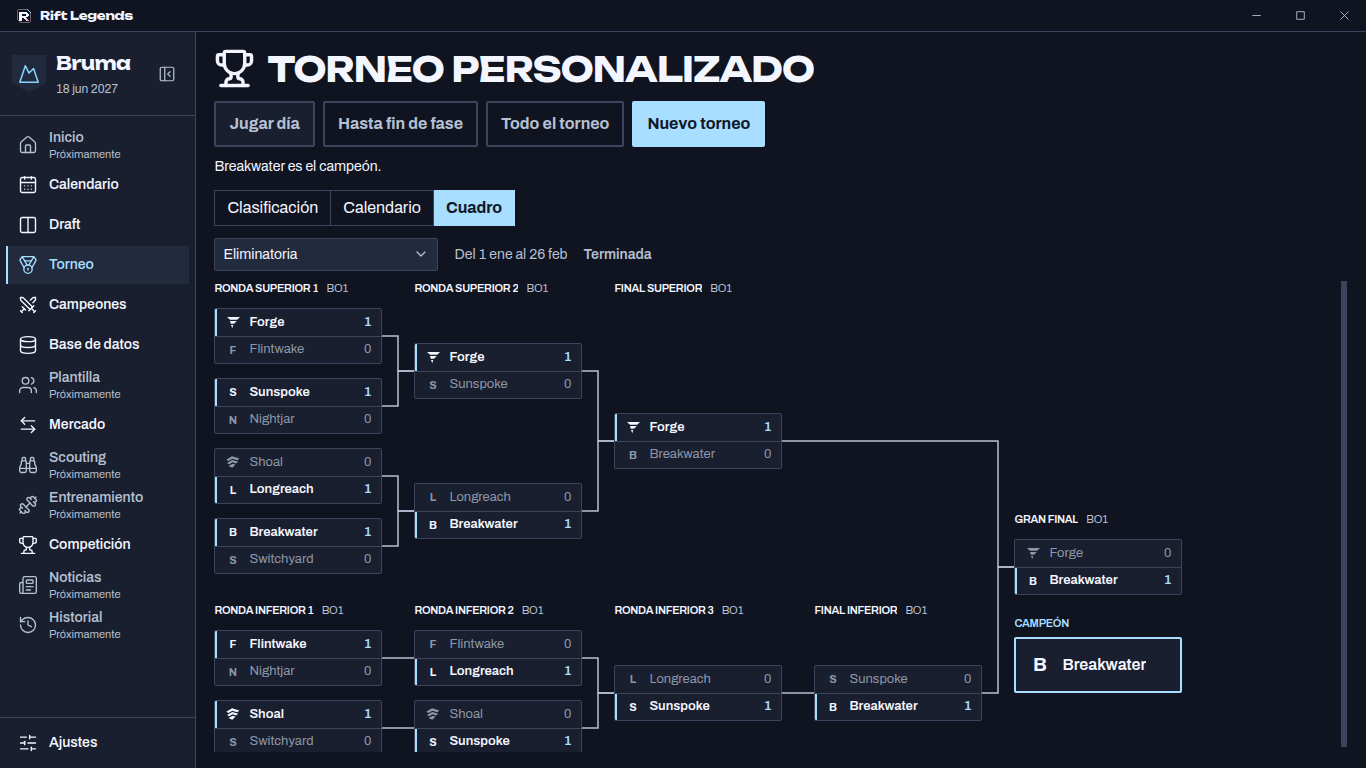 Rift Legends
Bruma
18 jun 2027
Inicio
Próximamente
Calendario
Draft
Torneo
Campeones
Base de datos
Plantilla
Próximamente
Mercado
Scouting
Próximamente
Entrenamiento
Próximamente
Competición
Noticias
Próximamente
Historial
Próximamente
Ajustes
TORNEO PERSONALIZADO
Jugar día Hasta fin de fase Todo el torneo Nuevo torneo
Breakwater es el campeón.
Clasificación Calendario Cuadro
Eliminatoria Del 1 ene al 26 feb Terminada
RONDA SUPERIOR 1 BO1
Forge 1
F Flintwake 0
S Sunspoke 1
N Nightjar 0
Shoal 0
L Longreach 1
B Breakwater 1
S Switchyard 0
RONDA SUPERIOR 2 BO1
Forge 1
S Sunspoke 0
L Longreach 0
B Breakwater 1
FINAL SUPERIOR BO1
Forge 1
B Breakwater 0
GRAN FINAL BO1
Forge 0
B Breakwater 1
CAMPEÓN
B Breakwater
RONDA INFERIOR 1 BO1
F Flintwake 1
N Nightjar 0
Shoal 1
S Switchyard 0
RONDA INFERIOR 2 BO1
F Flintwake 0
L Longreach 1
Shoal 0
S Sunspoke 1
RONDA INFERIOR 3 BO1
L Longreach 0
S Sunspoke 1
FINAL INFERIOR BO1
S Sunspoke 0
B Breakwater 1